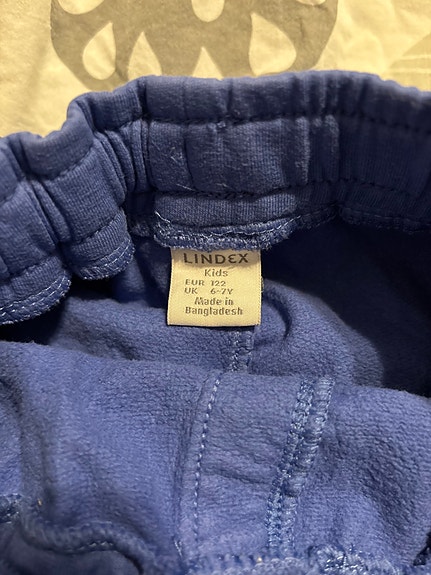 LINDEX
Kids
EUR 122
UK 6-7Y
Made in
Bangladesh